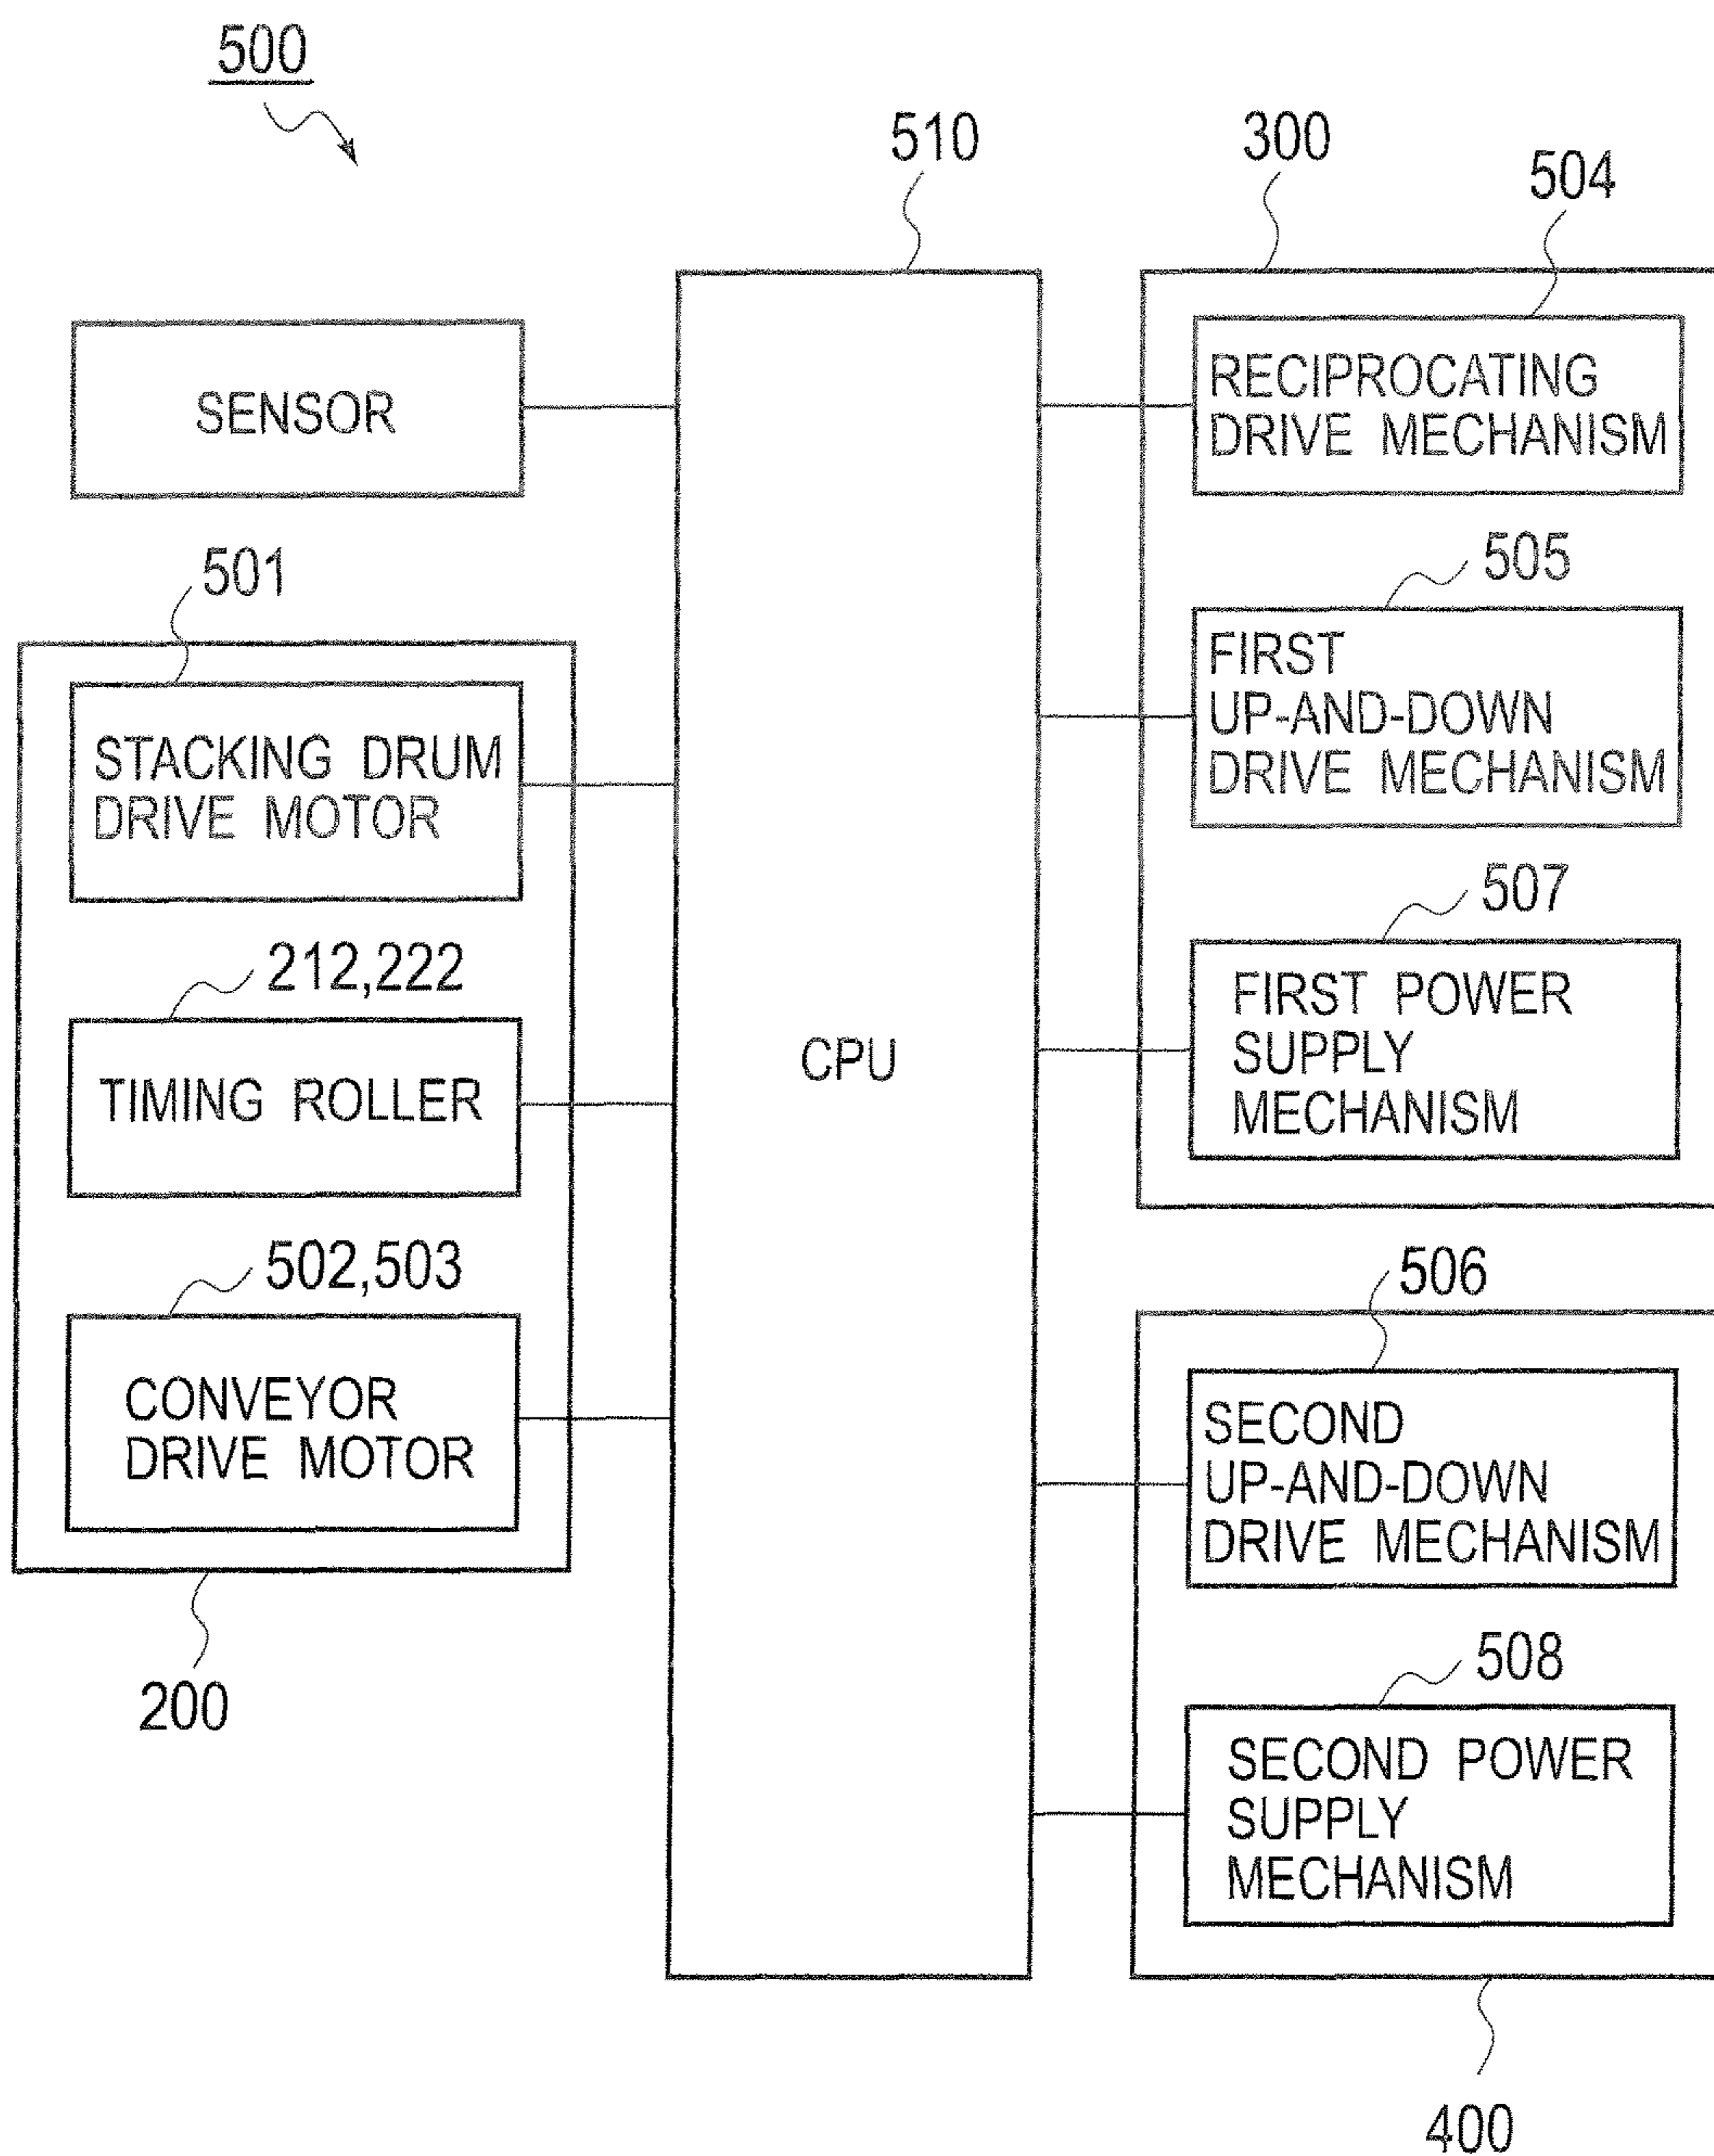 500
510
300
504
SENSOR
RECIPROCATING
DRIVE MECHANISM
501
505
STACKING DRUM
DRIVE MOTOR
FIRST
UP-AND-DOWN
DRIVE MECHANISM
212,222
507
TIMING ROLLER
CPU
FIRST POWER
SUPPLY
MECHANISM
502,503
506
CONVEYOR
DRIVE MOTOR
SECOND
UP-AND-DOWN
DRIVE MECHANISM
200
508
SECOND POWER
SUPPLY
MECHANISM
400